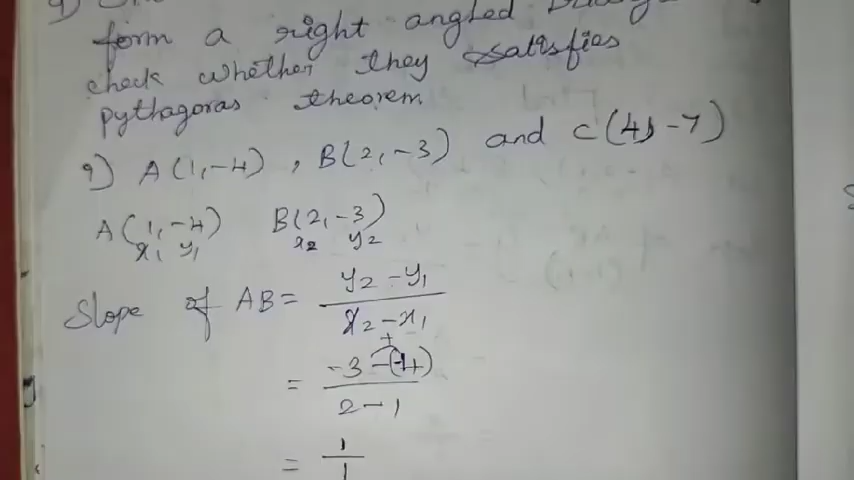 form a right angled
check whether they satisfies
pythagoras theorem
i) A(1,-4) , B(2,-3) and C(4,-7)
A(1,-4) B(2,-3)
x1 y1 x2 y2
Slope of AB = y2 - y1
x2 - x1
+
= -3 -(-4)
2 - 1
= 1
1